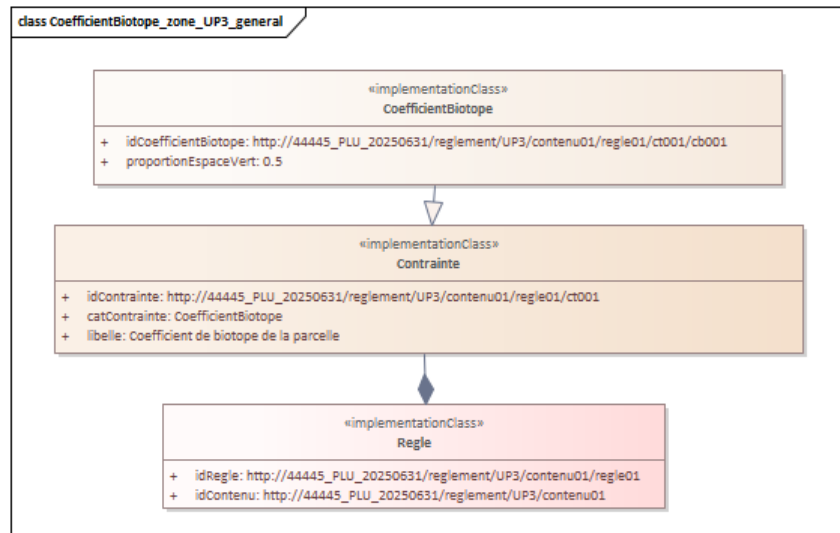 class CoefficientBiotope_zone_UP3_general
«implementationClass»
CoefficientBiotope
+ idCoefficientBiotope: http://44445_PLU_20250631/reglement/UP3/contenu01/regle01/ct001/cb001
+ proportionEspaceVert: 0.5
«implementationClass»
Contrainte
+ idContrainte: http://44445_PLU_20250631/reglement/UP3/contenu01/regle01/ct001
+ catContrainte: CoefficientBiotope
+ libelle: Coefficient de biotope de la parcelle
«implementationClass»
Regle
+ idRegle: http://44445_PLU_20250631/reglement/UP3/contenu01/regle01
+ idContenu: http://44445_PLU_20250631/reglement/UP3/contenu01